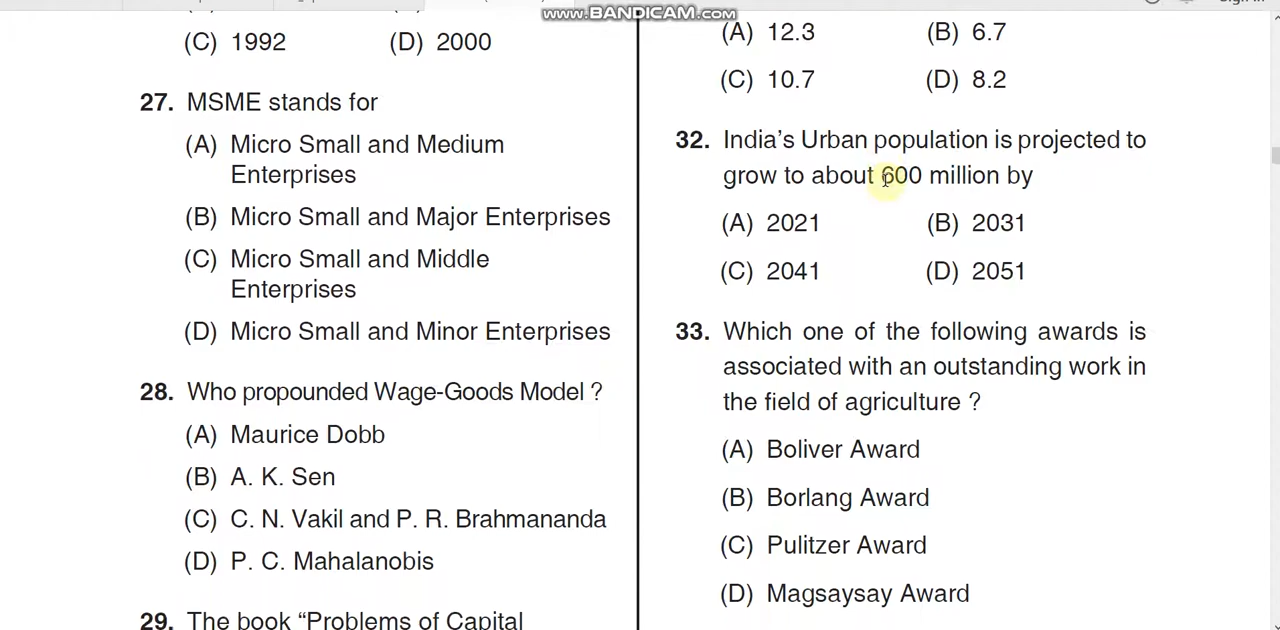 www.BANDICAM.com
(C) 1992 (D) 2000
27. MSME stands for
(A) Micro Small and Medium
Enterprises
(B) Micro Small and Major Enterprises
(C) Micro Small and Middle
Enterprises
(D) Micro Small and Minor Enterprises
28. Who propounded Wage-Goods Model ?
(A) Maurice Dobb
(B) A. K. Sen
(C) C. N. Vakil and P. R. Brahmananda
(D) P. C. Mahalanobis
29. The book “Problems of Capital
(A) 12.3 (B) 6.7
(C) 10.7 (D) 8.2
32. India’s Urban population is projected to
grow to about 600 million by
(A) 2021 (B) 2031
(C) 2041 (D) 2051
33. Which one of the following awards is
associated with an outstanding work in
the field of agriculture ?
(A) Boliver Award
(B) Borlang Award
(C) Pulitzer Award
(D) Magsaysay Award